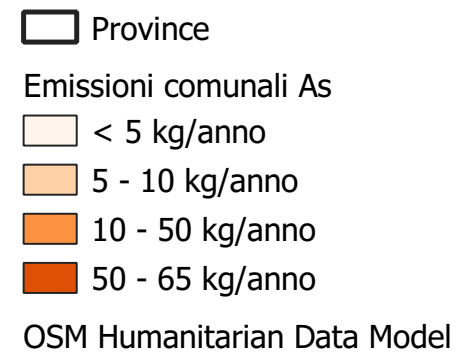 Province
Emissioni comunali As
< 5 kg/anno
5 - 10 kg/anno
10 - 50 kg/anno
50 - 65 kg/anno
OSM Humanitarian Data Model